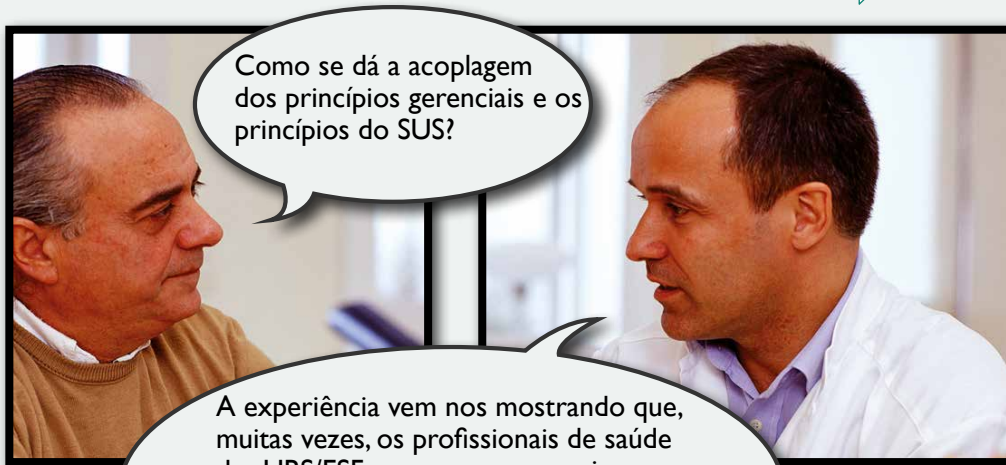 Como se dá a acoplagem
dos princípios gerenciais e os
princípios do SUS?
A experiência vem nos mostrando que,
muitas vezes, os profissionais de saúde